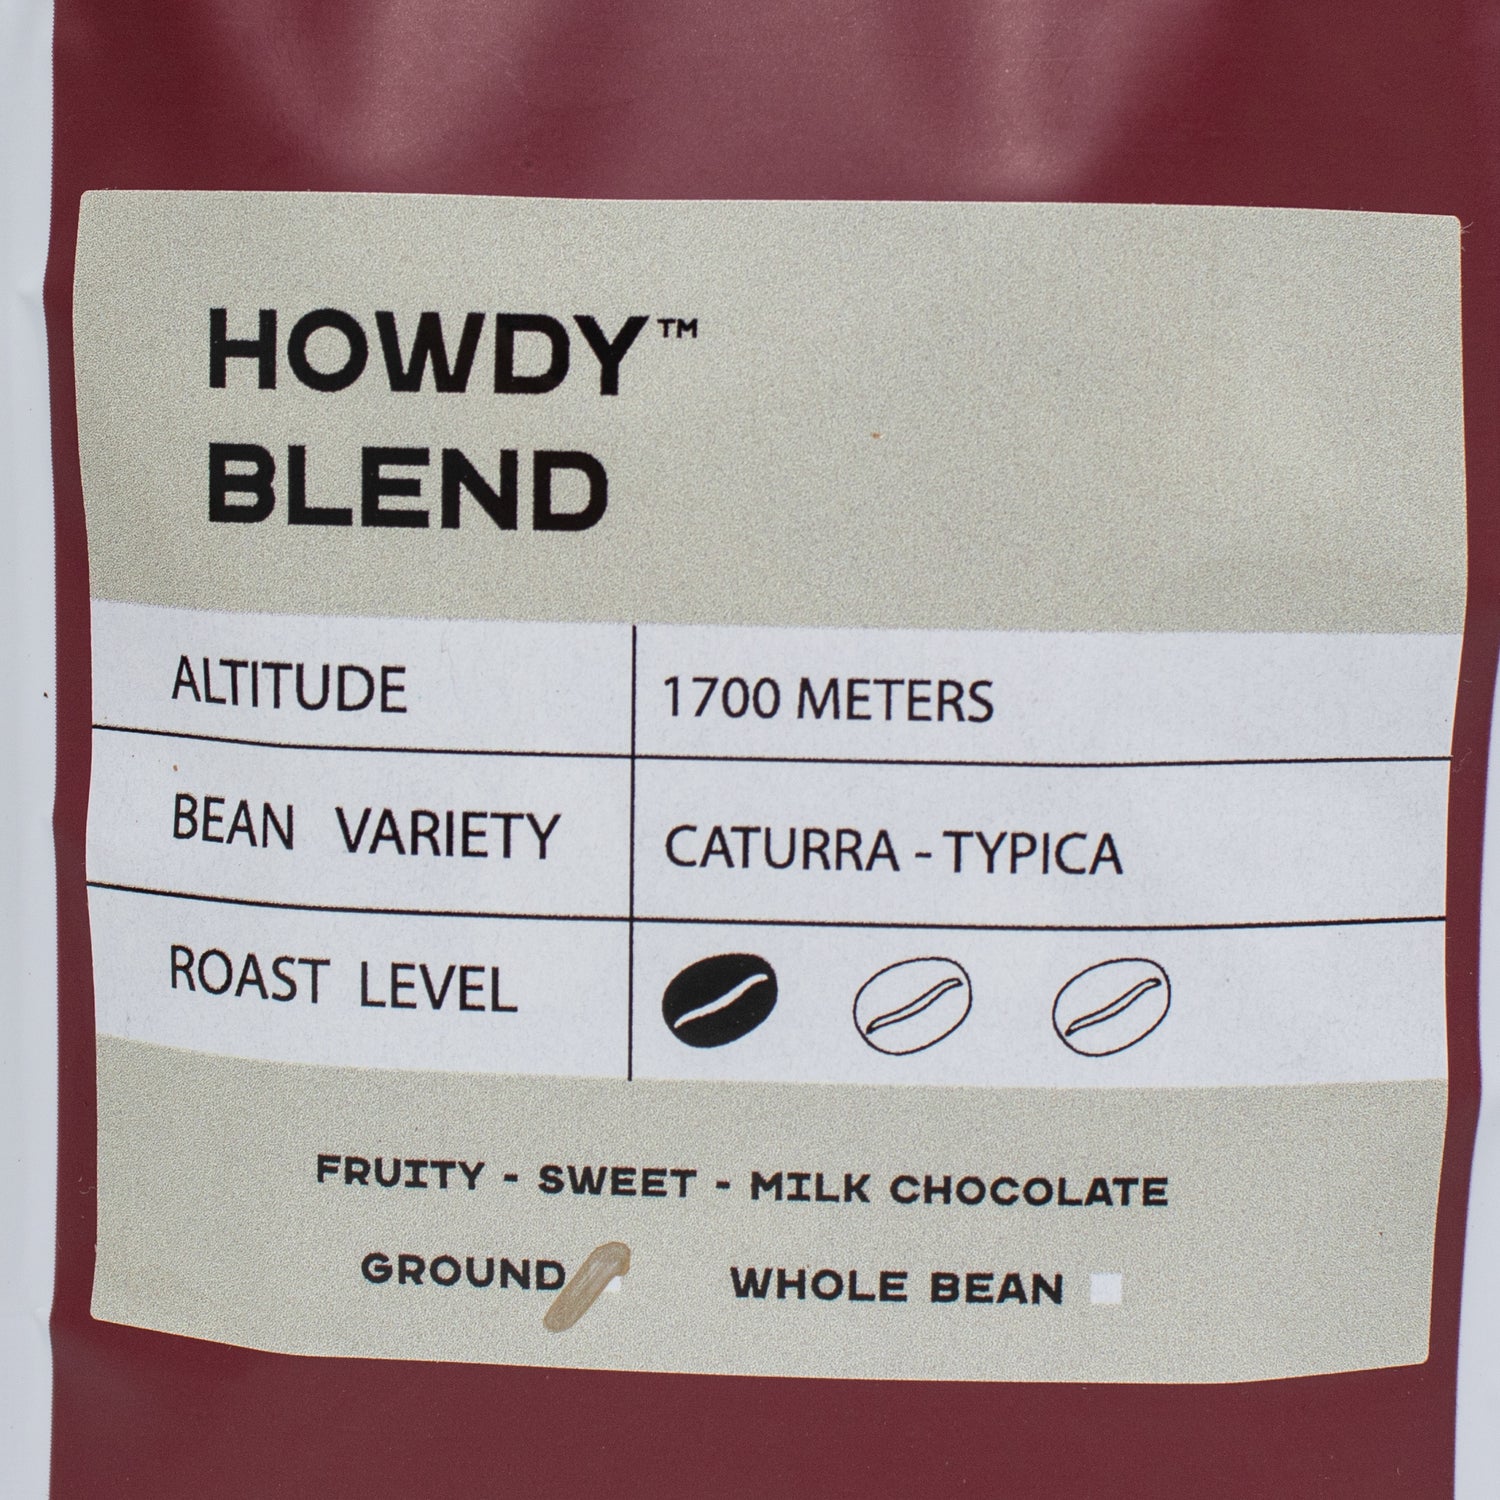 HOWDY™
BLEND
ALTITUDE 1700 METERS
BEAN VARIETY CATURRA - TYPICA
ROAST LEVEL
FRUITY - SWEET - MILK CHOCOLATE
GROUND WHOLE BEAN